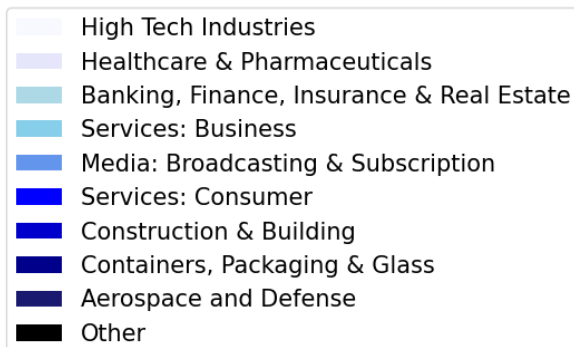 High Tech Industries
Healthcare & Pharmaceuticals
Banking, Finance, Insurance & Real Estate
Services: Business
Media: Broadcasting & Subscription
Services: Consumer
Construction & Building
Containers, Packaging & Glass
Aerospace and Defense
Other